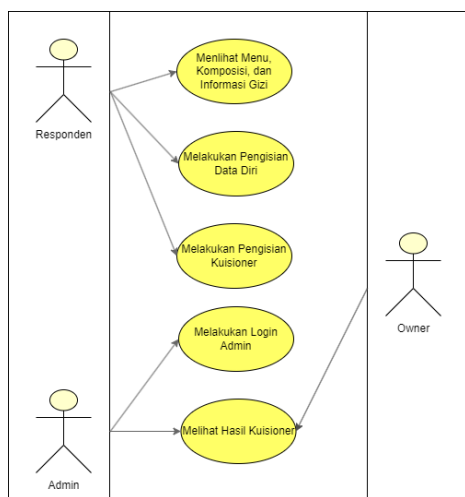 Menlihat Menu,
Komposisi, dan
Informasi Gizi
Responden
Melakukan Pengisian
Data Diri
Melakukan Pengisian
Kuisioner
Owner
Melakukan Login
Admin
Melihat Hasil Kuisioner
Admin